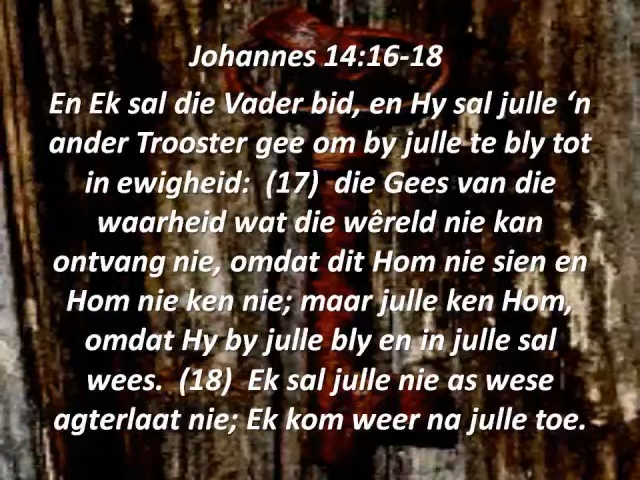 Johannes 14:16-18
En Ek sal die Vader bid, en Hy sal julle ‘n
ander Trooster gee om by julle te bly tot
in ewigheid:  (17)  die Gees van die
waarheid wat die wêreld nie kan
ontvang nie, omdat dit Hom nie sien en
Hom nie ken nie; maar julle ken Hom,
omdat Hy by julle bly en in julle sal
wees.  (18)  Ek sal julle nie as wese
agterlaat nie; Ek kom weer na julle toe.